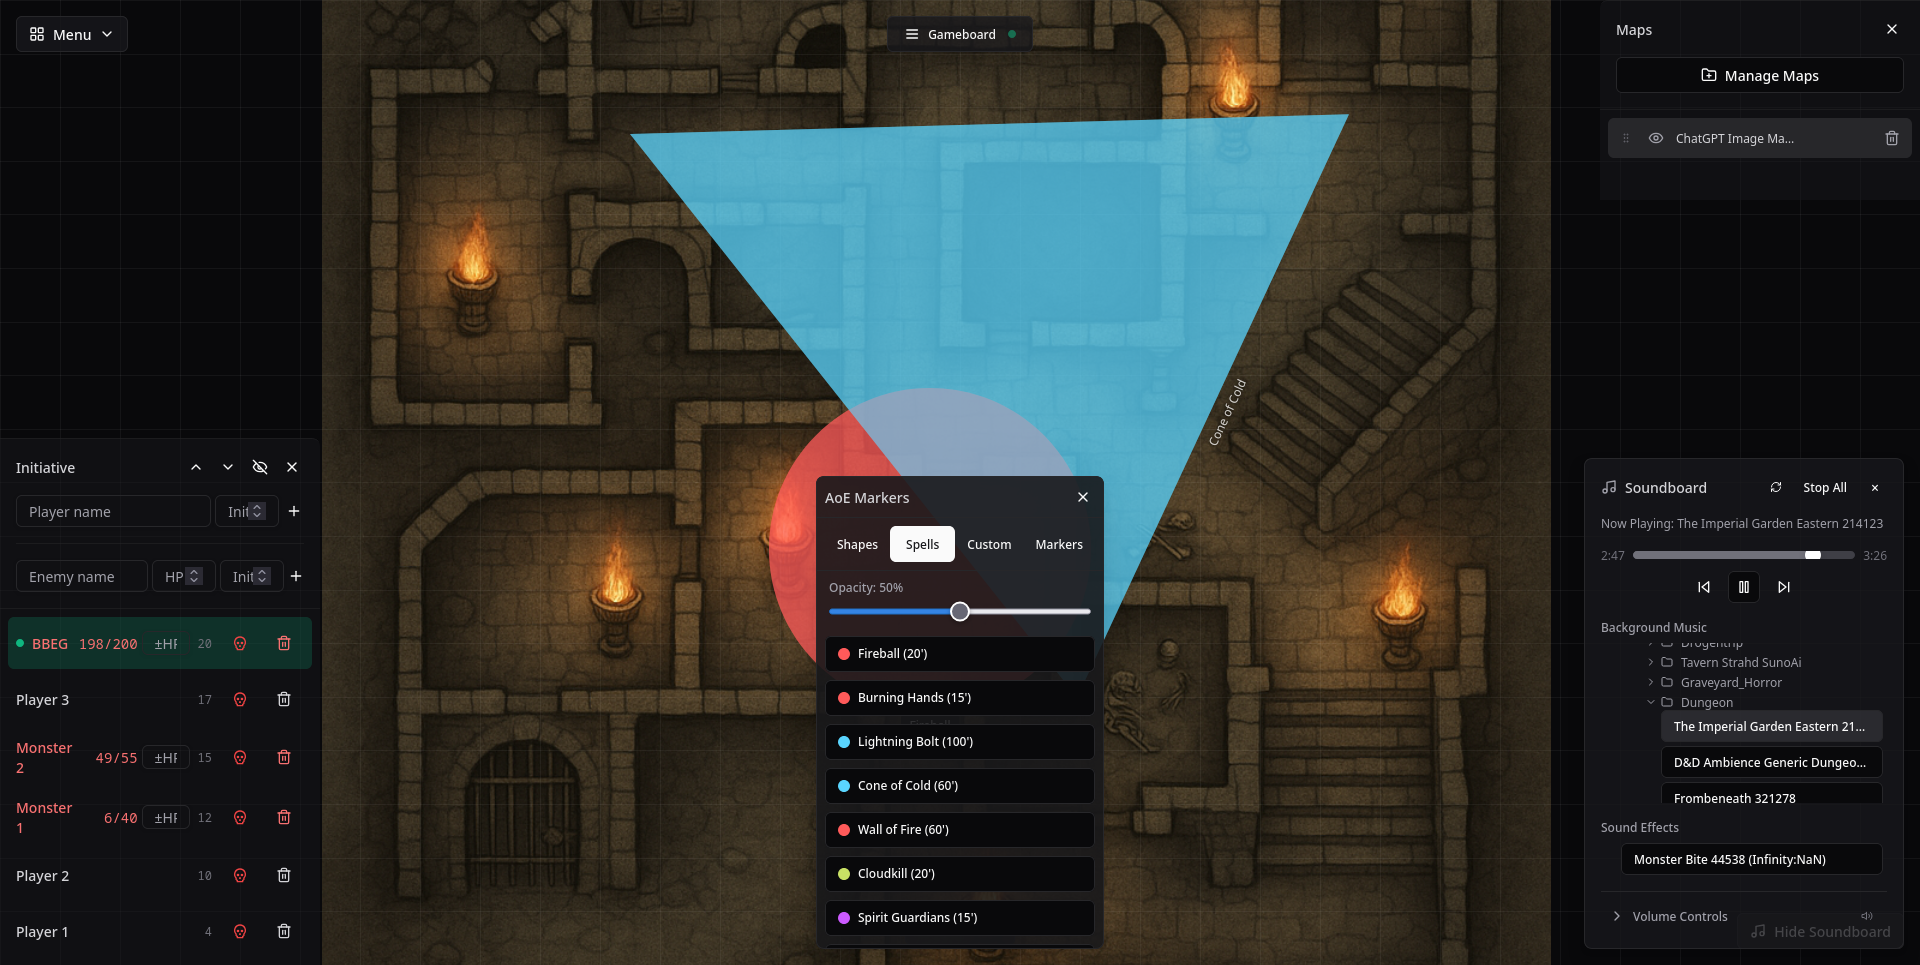 Menu
Gameboard
Maps
Manage Maps
ChatGPT Image Ma...
Cone of Cold
Initiative
Player name
Init
Enemy name
HP
Init
BBEG 198/200 ±HP 20
Player 3 17
Monster
2
49/55 ±HP 15
Monster
1
6/40 ±HP 12
Player 2 10
Player 1 4
AoE Markers
Shapes Spells Custom Markers
Opacity: 50%
Fireball (20')
Burning Hands (15')
Fireball
Lightning Bolt (100')
Cone of Cold (60')
Wall of Fire (60')
Cloudkill (20')
Spirit Guardians (15')
Soundboard
Stop All
Now Playing: The Imperial Garden Eastern 214123
2:47 3:26
Background Music
Tavern Strahd SunoAi
Graveyard_Horror
Dungeon
The Imperial Garden Eastern 21...
D&D Ambience Generic Dungeo...
Frombeneath 321278
Sound Effects
Monster Bite 44538 (Infinity:NaN)
Volume Controls
Hide Soundboard